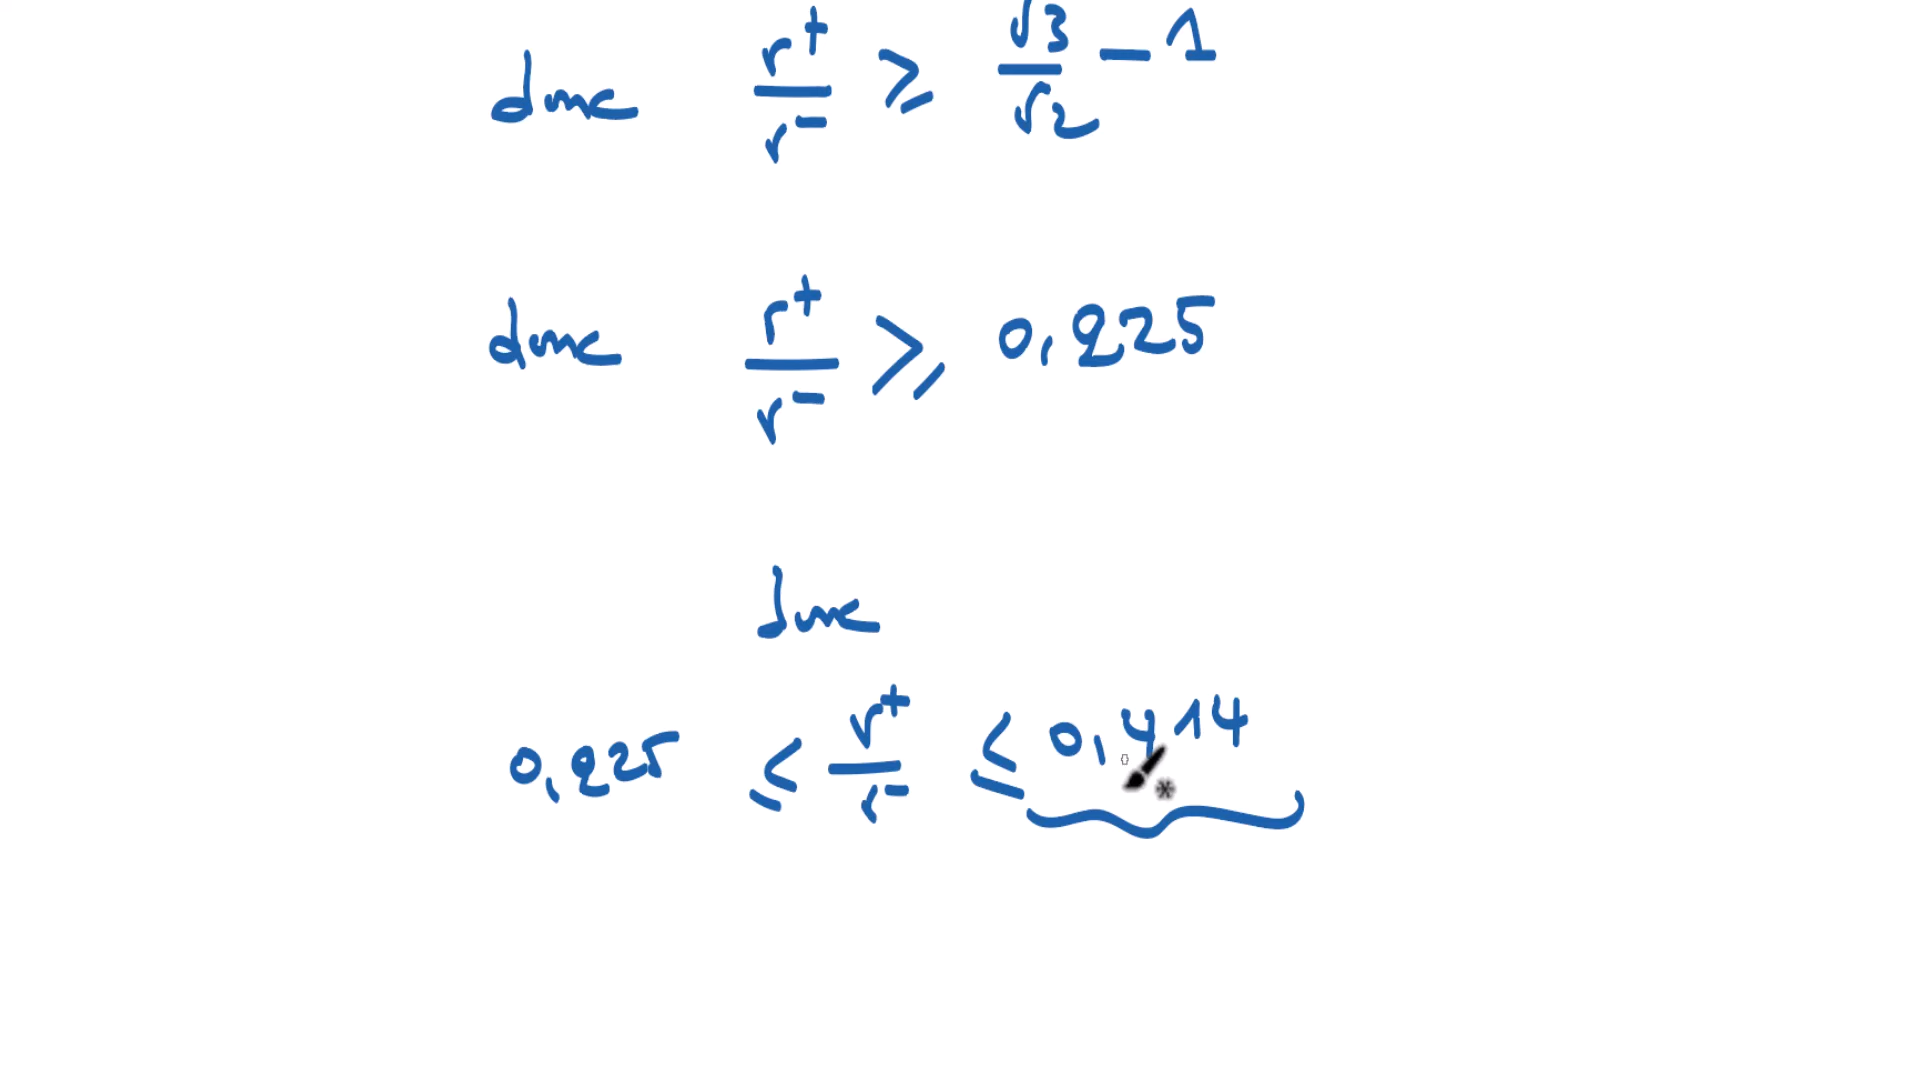 donc r⁺/r⁻ ⩾ √3/√2 − 1
donc r⁺/r⁻ ⩾ 0,225
donc
0,225 ⩽ r⁺/r⁻ ⩽ 0,414